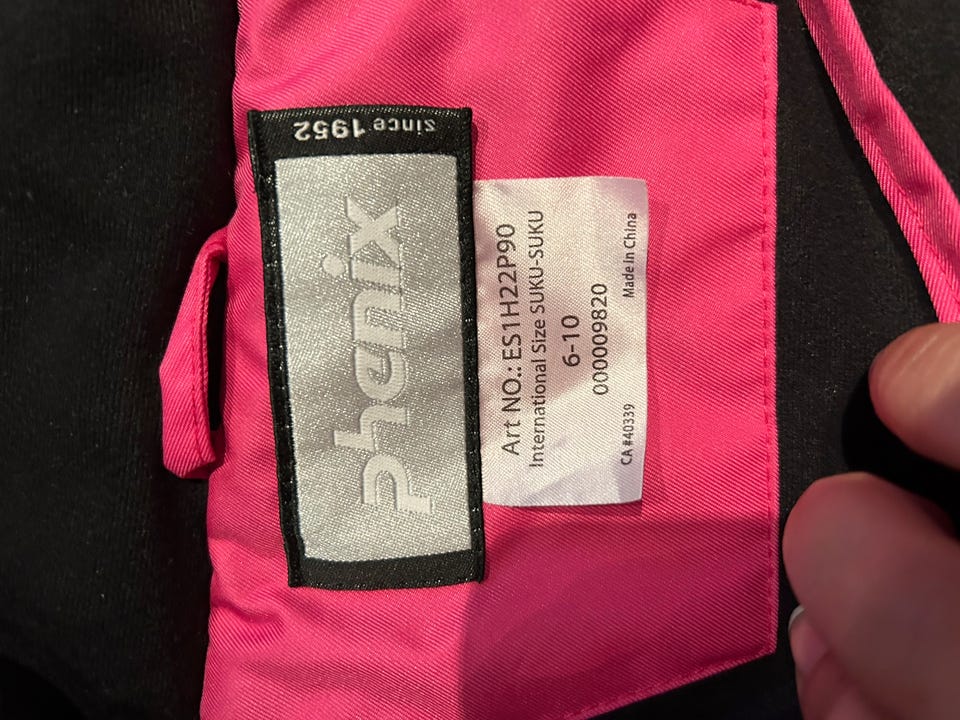 since 1952
Phenix
Art NO.: ES1H22P90
International Size SUKU-SUKU
6-10
000009820
CA #40339 Made In China